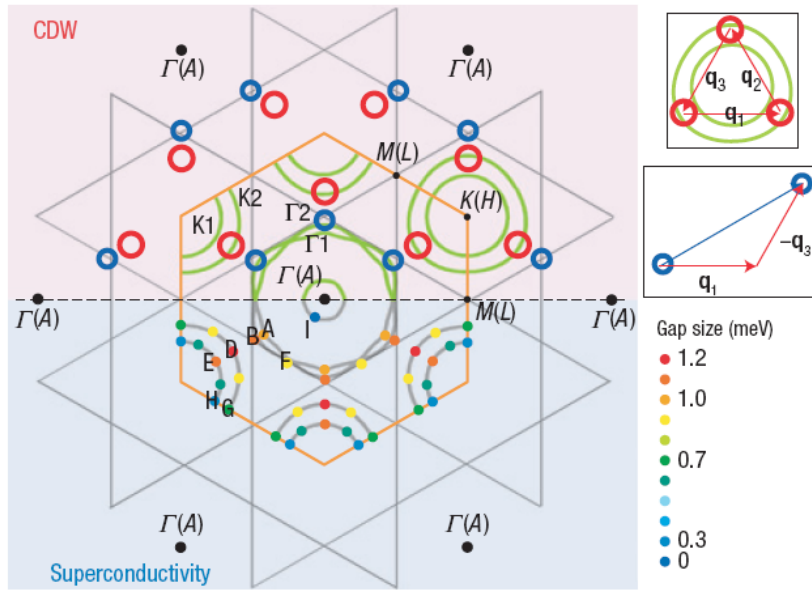 CDW
Γ(A)
Γ(A)
M(L)
K2
K1
Γ2
Γ1
K(H)
Γ(A)
Γ(A)
I
M(L)
Γ(A)
B
A
D
E
F
H
G
Γ(A)
Γ(A)
Superconductivity
q3
q2
q1
−q3
q1
Gap size (meV)
1.2
1.0
0.7
0.3
0